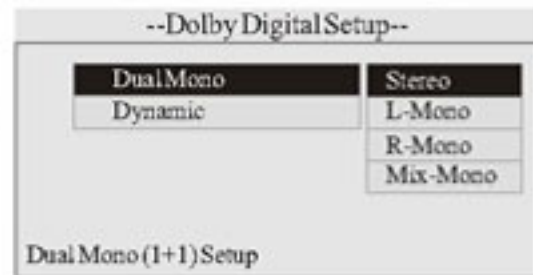 --Dolby Digital Setup--
Dual Mono
Dynamic
Stereo
L-Mono
R-Mono
Mix-Mono
Dual Mono (1+1) Setup